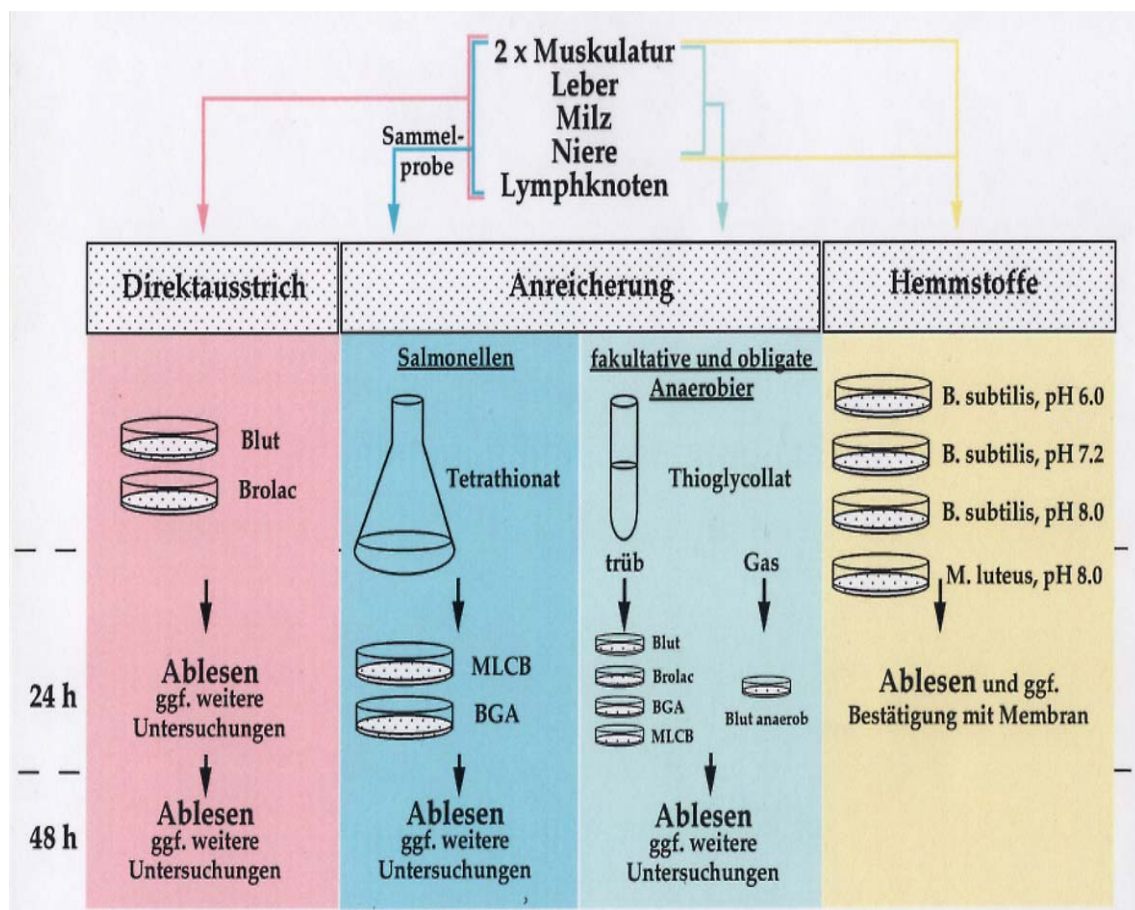 2 x Muskulatur
Leber
Milz
Niere
Lymphknoten
Sammel-
probe
Direktausstrich
Anreicherung
Hemmstoffe
Blut
Brolac
Ablesen
ggf. weitere
Untersuchungen
Ablesen
ggf. weitere
Untersuchungen
Salmonellen
Tetrathionat
MLCB
BGA
Ablesen
ggf. weitere
Untersuchungen
fakultative und obligate
Anaerobier
Thioglycollat
trüb
Gas
Blut
Brolac
BGA
MLCB
Blut anaerob
Ablesen
ggf. weitere
Untersuchungen
B. subtilis, pH 6.0
B. subtilis, pH 7.2
B. subtilis, pH 8.0
M. luteus, pH 8.0
Ablesen und ggf.
Bestätigung mit Membran
24 h
48 h